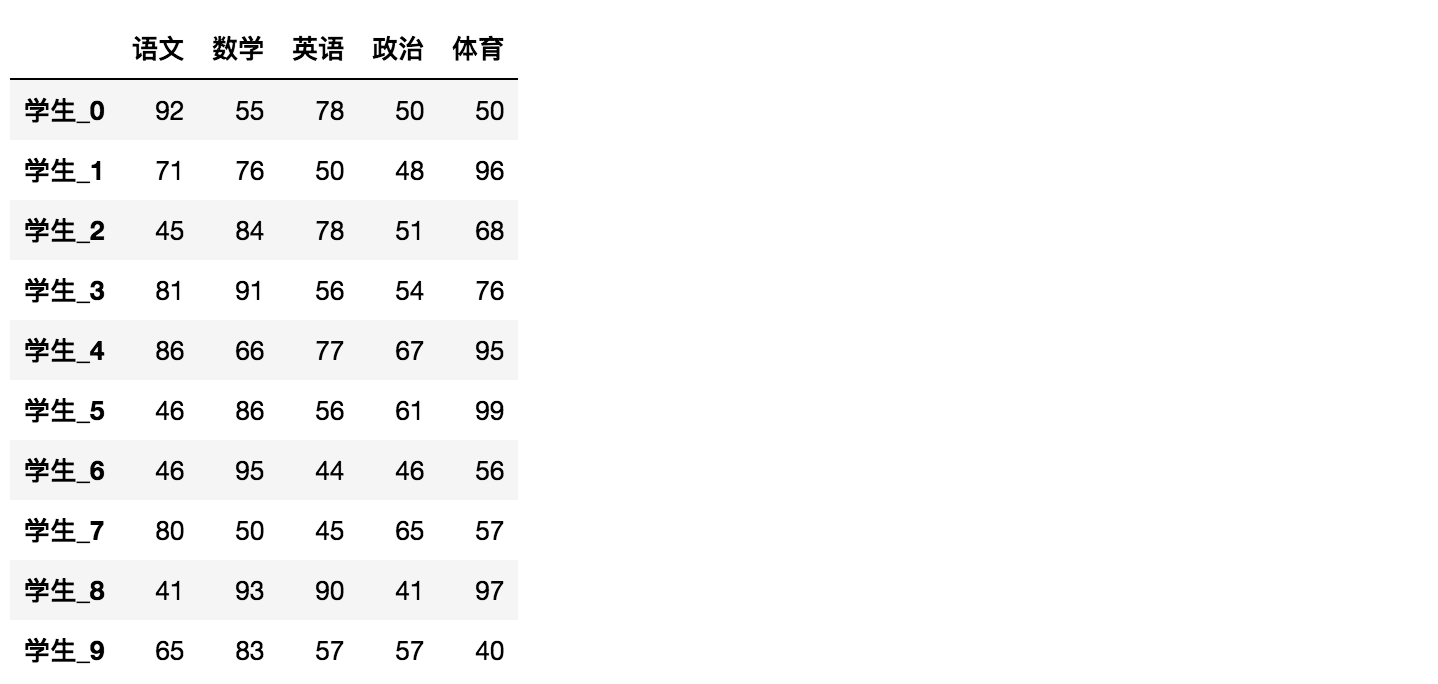 语文 数学 英语 政治 体育
学生_0 92 55 78 50 50
学生_1 71 76 50 48 96
学生_2 45 84 78 51 68
学生_3 81 91 56 54 76
学生_4 86 66 77 67 95
学生_5 46 86 56 61 99
学生_6 46 95 44 46 56
学生_7 80 50 45 65 57
学生_8 41 93 90 41 97
学生_9 65 83 57 57 40